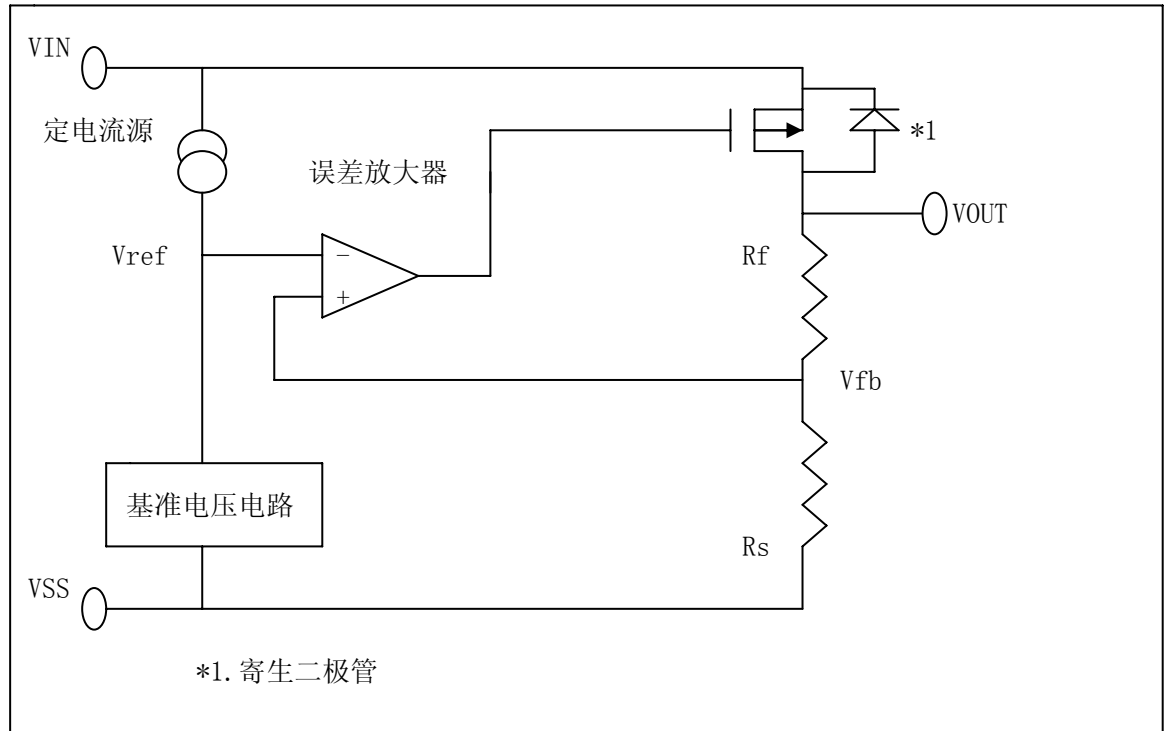 VIN
定电流源
*1
误差放大器
VOUT
Vref
−
Rf
+
Vfb
基准电压电路
Rs
VSS
*1.寄生二极管